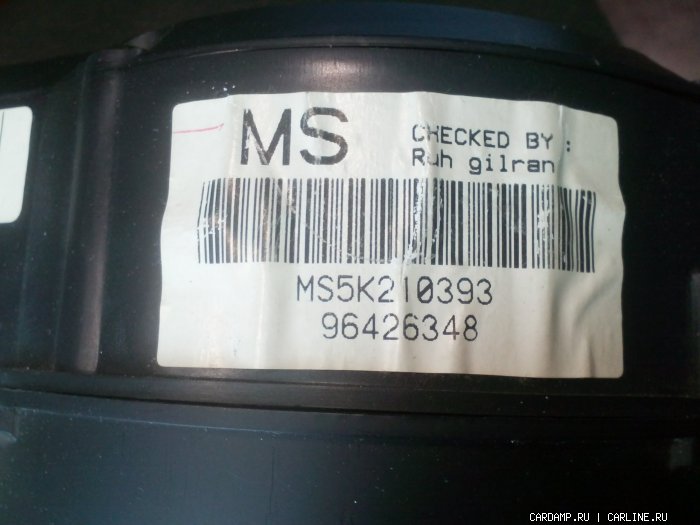 MS
CHECKED BY :
Ruh gilran
MS5K210393
96426348
CARDAMP.RU | CARLINE.RU